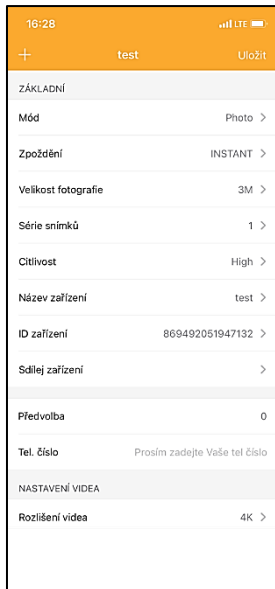 16:28 LTE
+ test Uložit
ZÁKLADNÍ
Mód Photo >
Zpoždění INSTANT >
Velikost fotografie 3M >
Série snímků 1 >
Citlivost High >
Název zařízení test >
ID zařízení 869492051947132 >
Sdílej zařízení >
Předvolba 0
Tel. číslo Prosím zadejte Vaše tel číslo
NASTAVENÍ VIDEA
Rozlišení videa 4K >